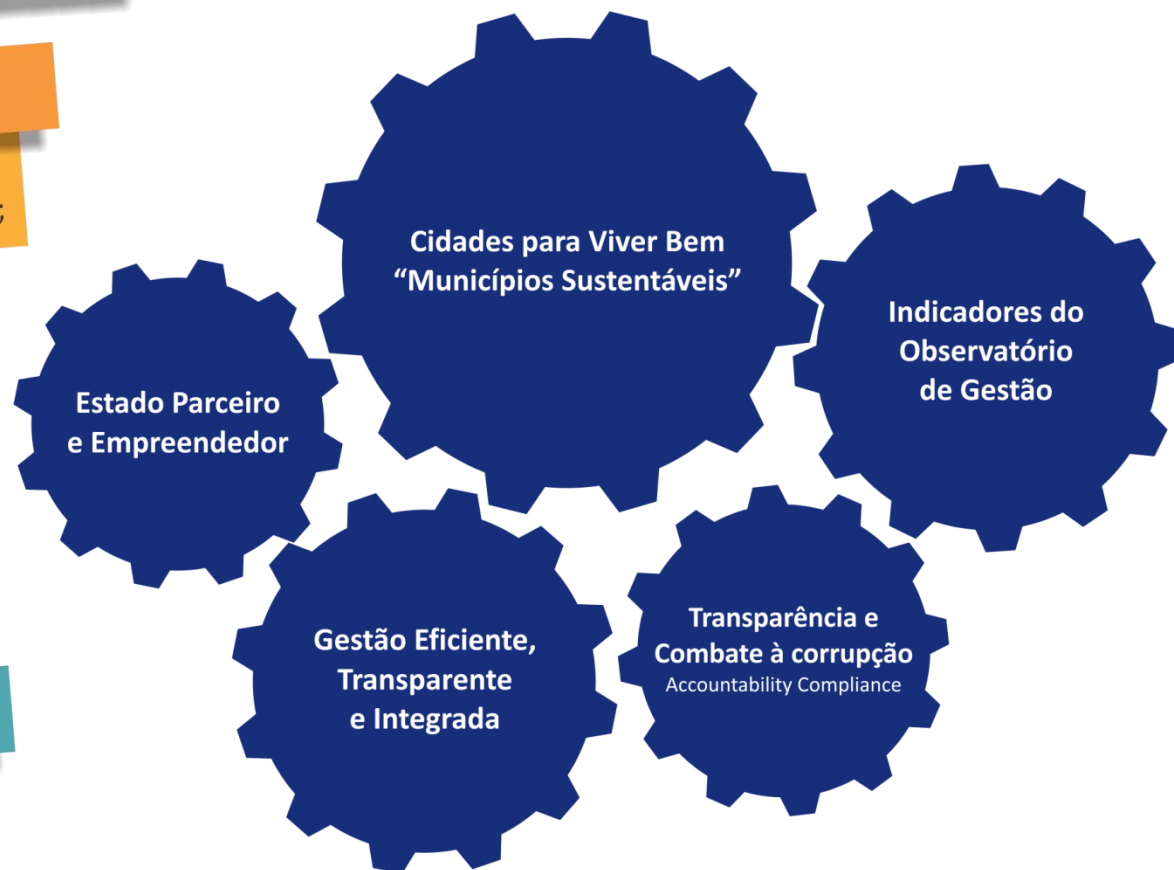 ;
Cidades para Viver Bem
“Municípios Sustentáveis”
Indicadores do
Observatório
de Gestão
Estado Parceiro
e Empreendedor
Gestão Eficiente,
Transparente
e Integrada
Transparência e
Combate à corrupção
Accountability Compliance